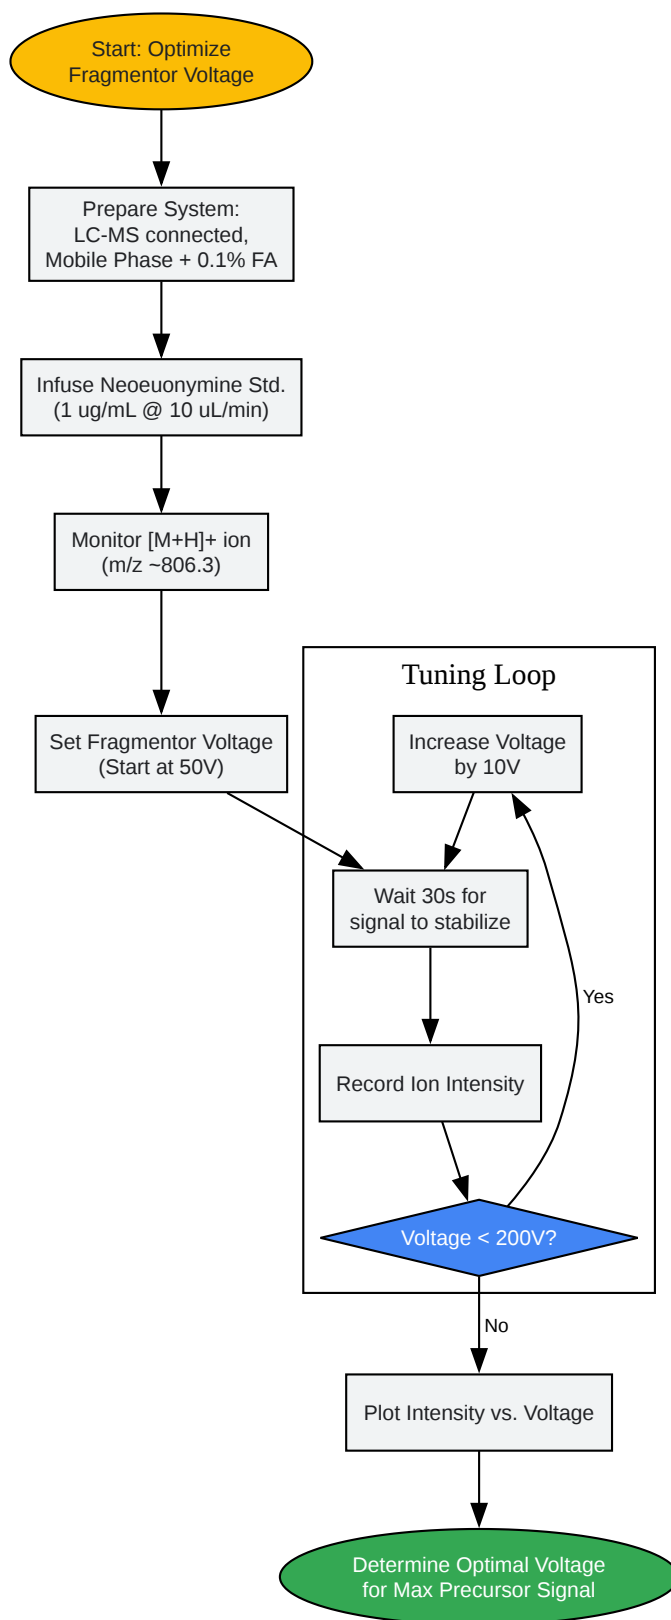 Start: Optimize
Fragmentor Voltage
Prepare System:
LC-MS connected,
Mobile Phase + 0.1% FA
Infuse Neoeuonymine Std.
(1 ug/mL @ 10 uL/min)
Monitor [M+H]+ ion
(m/z ~806.3)
Set Fragmentor Voltage
(Start at 50V)
Tuning Loop
Increase Voltage
by 10V
Wait 30s for
signal to stabilize
Yes
Record Ion Intensity
Voltage < 200V?
No
Plot Intensity vs. Voltage
Determine Optimal Voltage
for Max Precursor Signal